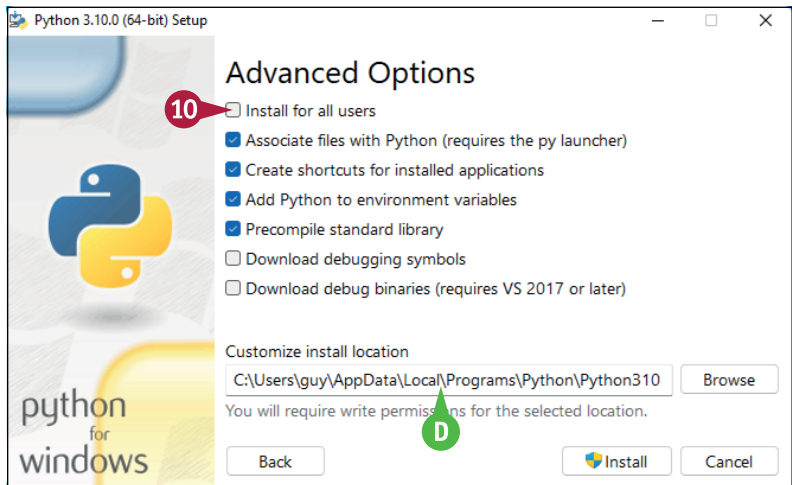 Python 3.10.0 (64-bit) Setup
Advanced Options
10
Install for all users
Associate files with Python (requires the py launcher)
Create shortcuts for installed applications
Add Python to environment variables
Precompile standard library
Download debugging symbols
Download debug binaries (requires VS 2017 or later)
Customize install location
C:\Users\guy\AppData\Local\Programs\Python\Python310
Browse
You will require write permissions for the selected location.
D
python
for
windows
Back
Install
Cancel